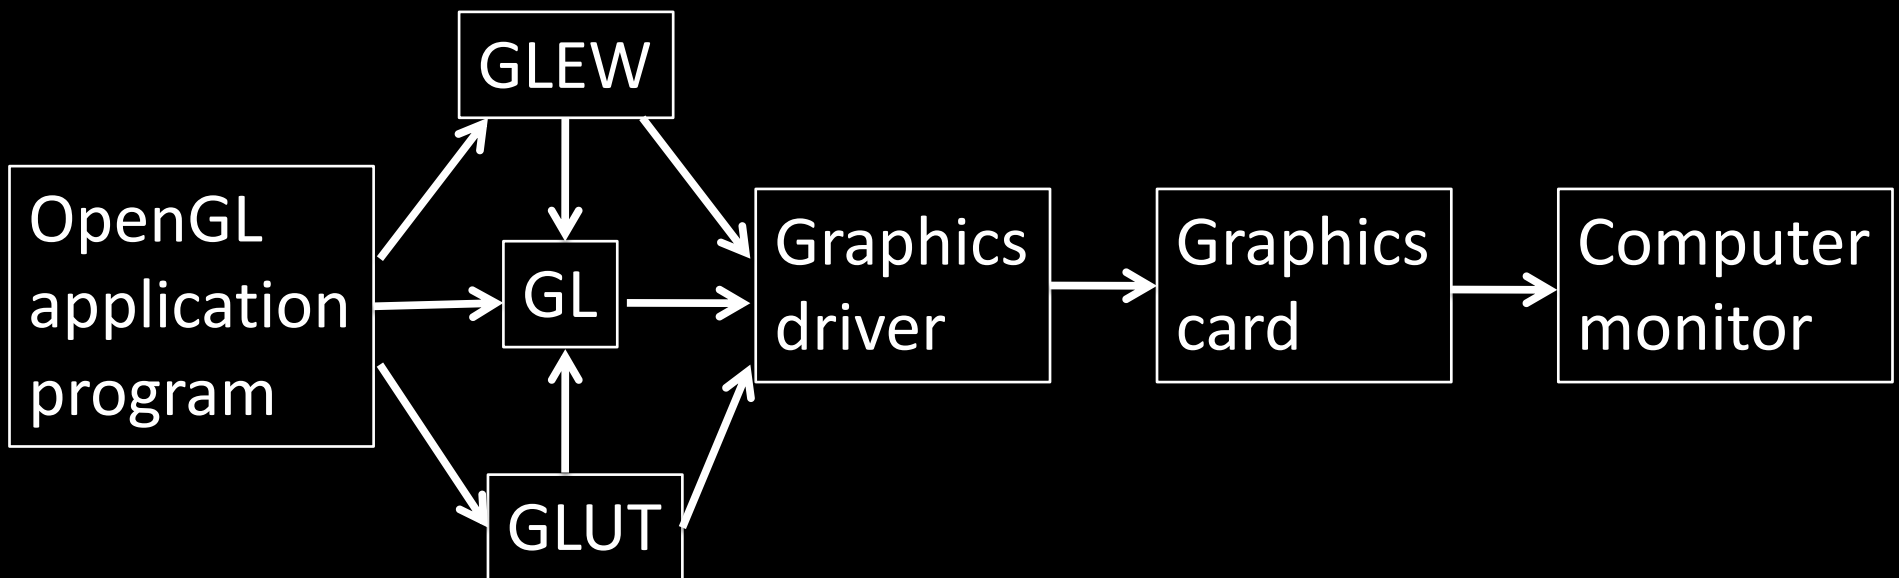 GLEW
OpenGL
application
program
GL
GLUT
Graphics
driver
Graphics
card
Computer
monitor